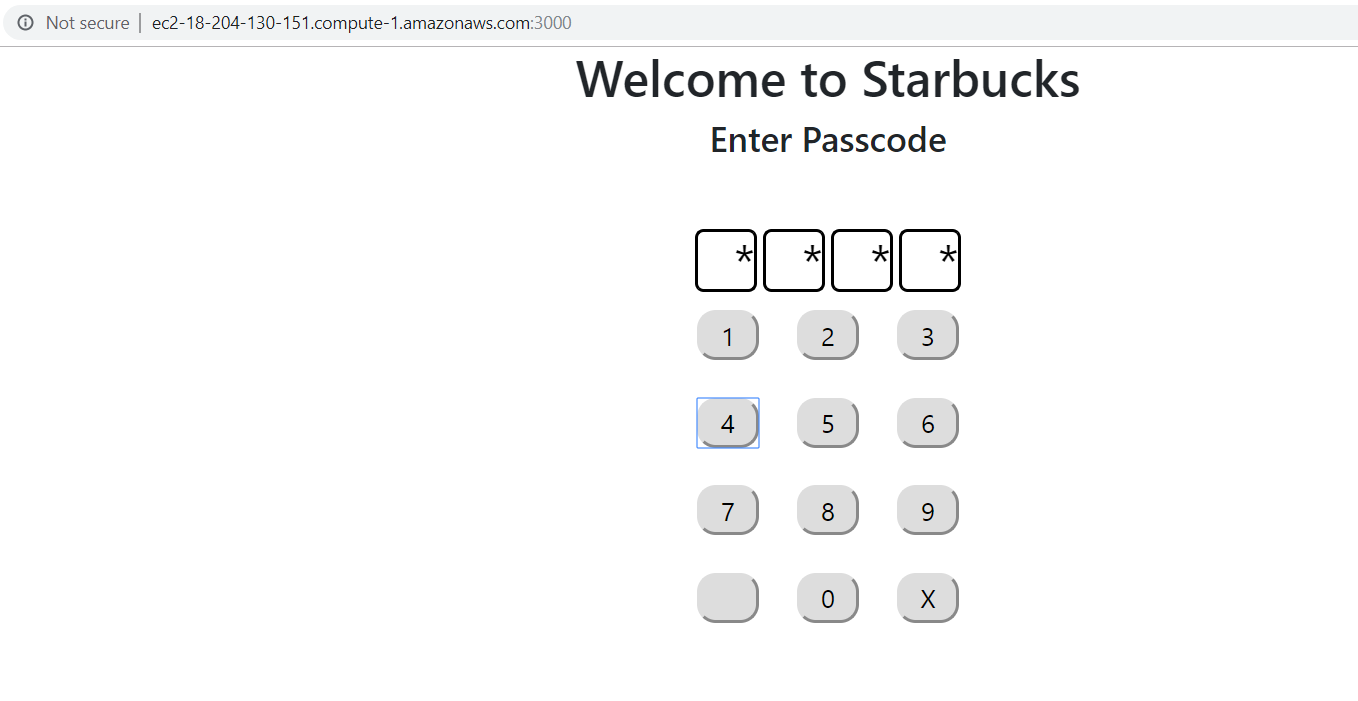 Not secure | ec2-18-204-130-151.compute-1.amazonaws.com:3000
Welcome to Starbucks
Enter Passcode
* * * *
1 2 3
4 5 6
7 8 9
0 X